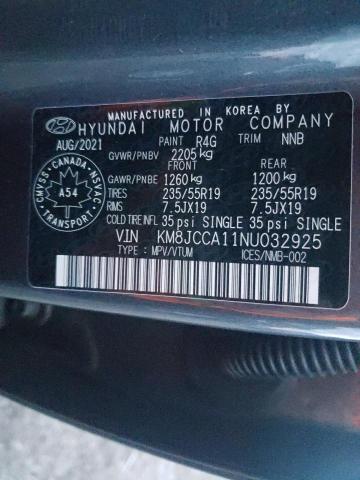 MANUFACTURED IN KOREA BY
HYUNDAI MOTOR COMPANY
AUG/2021 PAINT R4G TRIM NNB
GVWR/PNBV 2205 kg
FRONT REAR
GAWR/PNBE 1260 kg 1200 kg
TIRES 235/55R19 235/55R19
RIMS 7.5JX19 7.5JX19
COLD TIRE INFL 35 psi SINGLE 35 psi SINGLE
VIN KM8JCCA11NU032925
TYPE : MPV/VTUM ICES/NMB-002
CMVSS - CANADA - NSVAC
A54
TRANSPORT